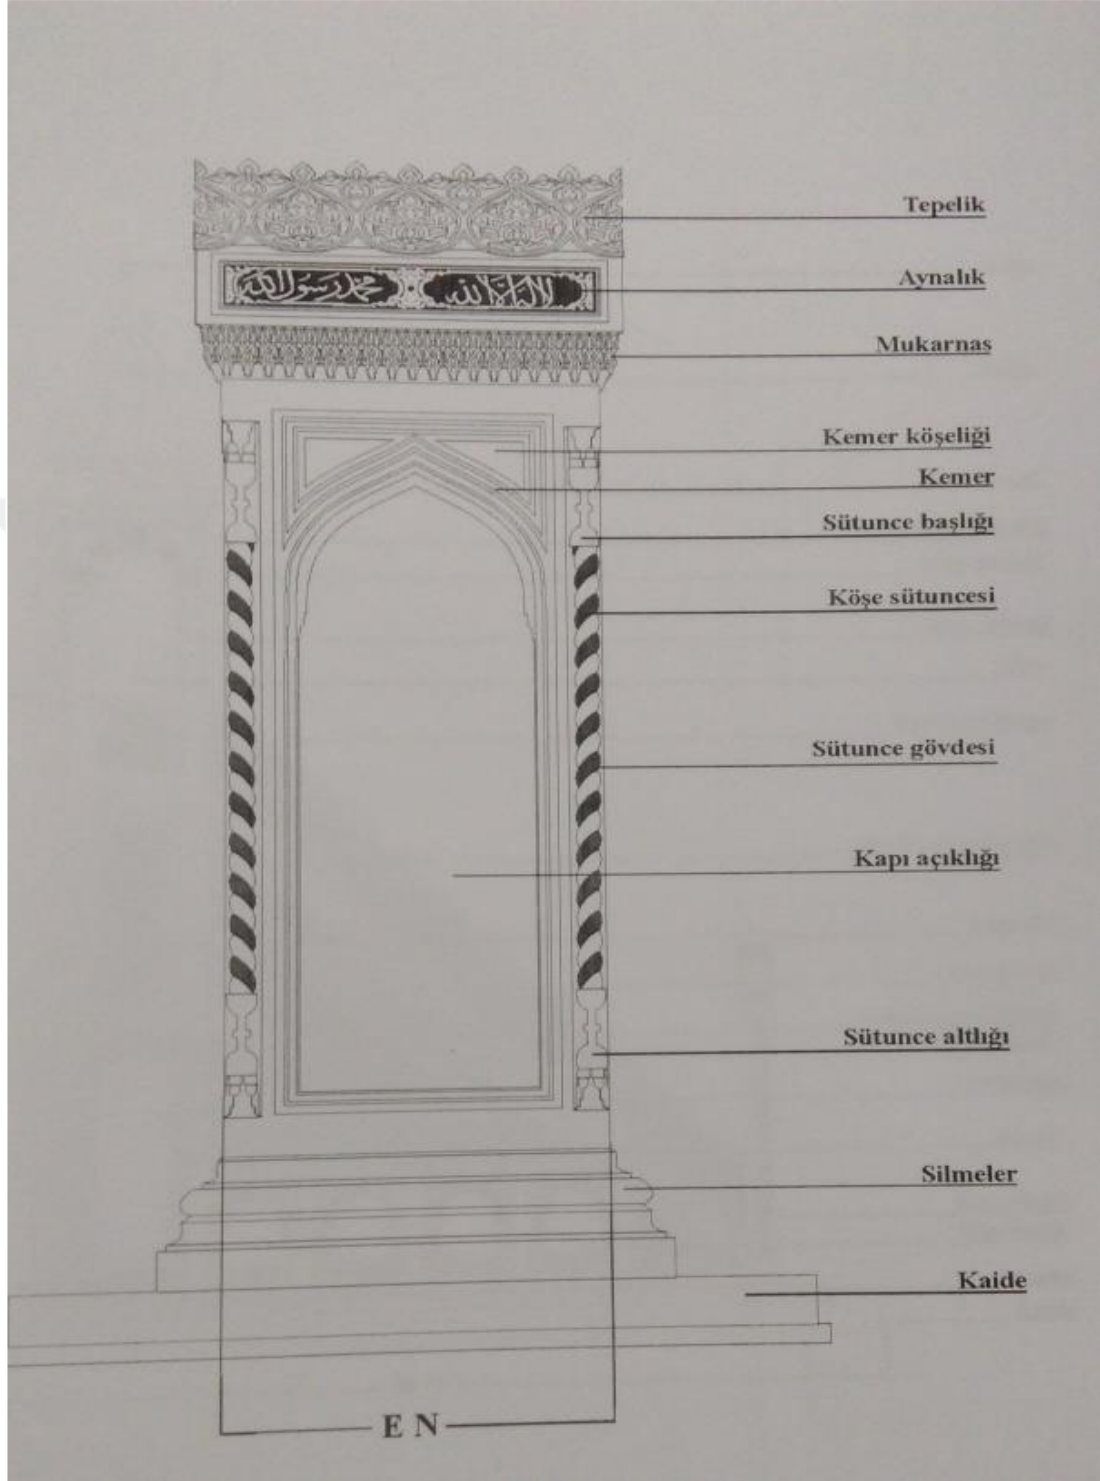 Tepelik
Aynalık
لا اله الا الله محمد رسول الله
Mukarnas
Kemer köşeliği
Kemer
Sütunce başlığı
Köşe sütuncesi
Sütunce gövdesi
Kapı açıklığı
Sütunce altlığı
Silmeler
Kaide
E N